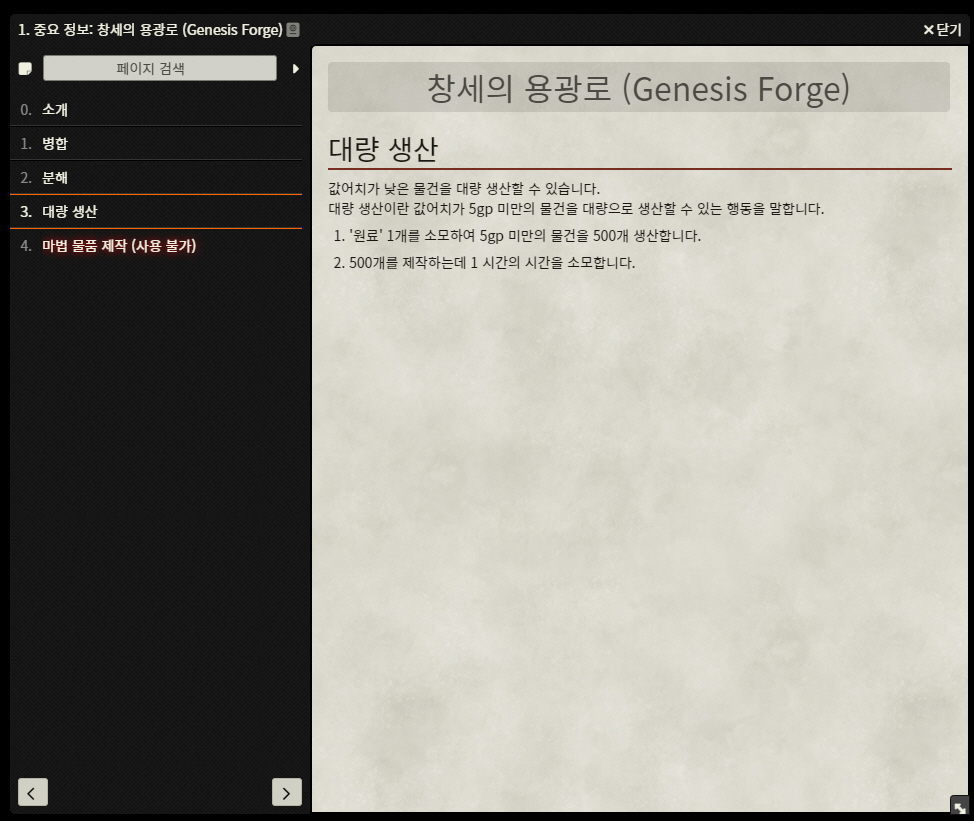 1. 중요 정보: 창세의 용광로 (Genesis Forge)
닫기
페이지 검색
0. 소개
1. 병합
2. 분해
3. 대량 생산
4. 마법 물품 제작 (사용 불가)
창세의 용광로 (Genesis Forge)
대량 생산
값어치가 낮은 물건을 대량 생산할 수 있습니다.
대량 생산이란 값어치가 5gp 미만의 물건을 대량으로 생산할 수 있는 행동을 말합니다.
1. '원료' 1개를 소모하여 5gp 미만의 물건을 500개 생산합니다.
2. 500개를 제작하는데 1 시간의 시간을 소모합니다.